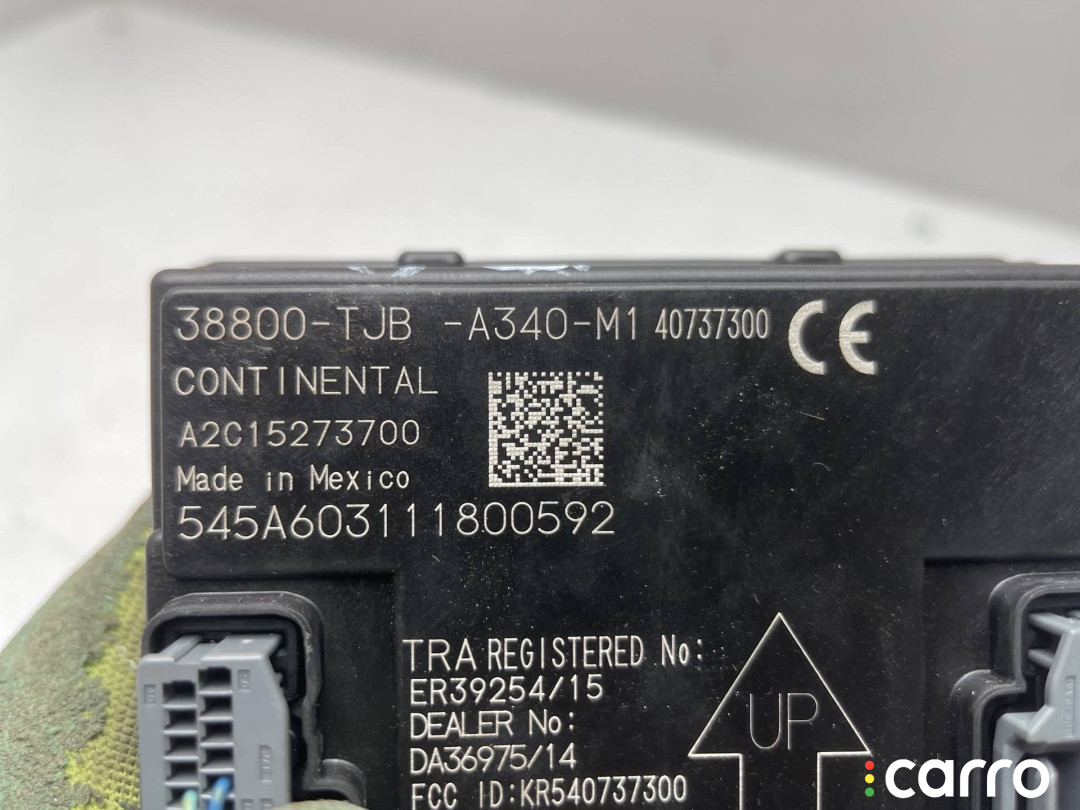 38800-TJB -A340-M1 40737300 CE
CONTINENTAL
A2C15273700
Made in Mexico
545A603111800592
TRA REGISTERED No:
ER39254/15
DEALER No:
DA36975/14
FCC ID:KR540737300
UP
carro